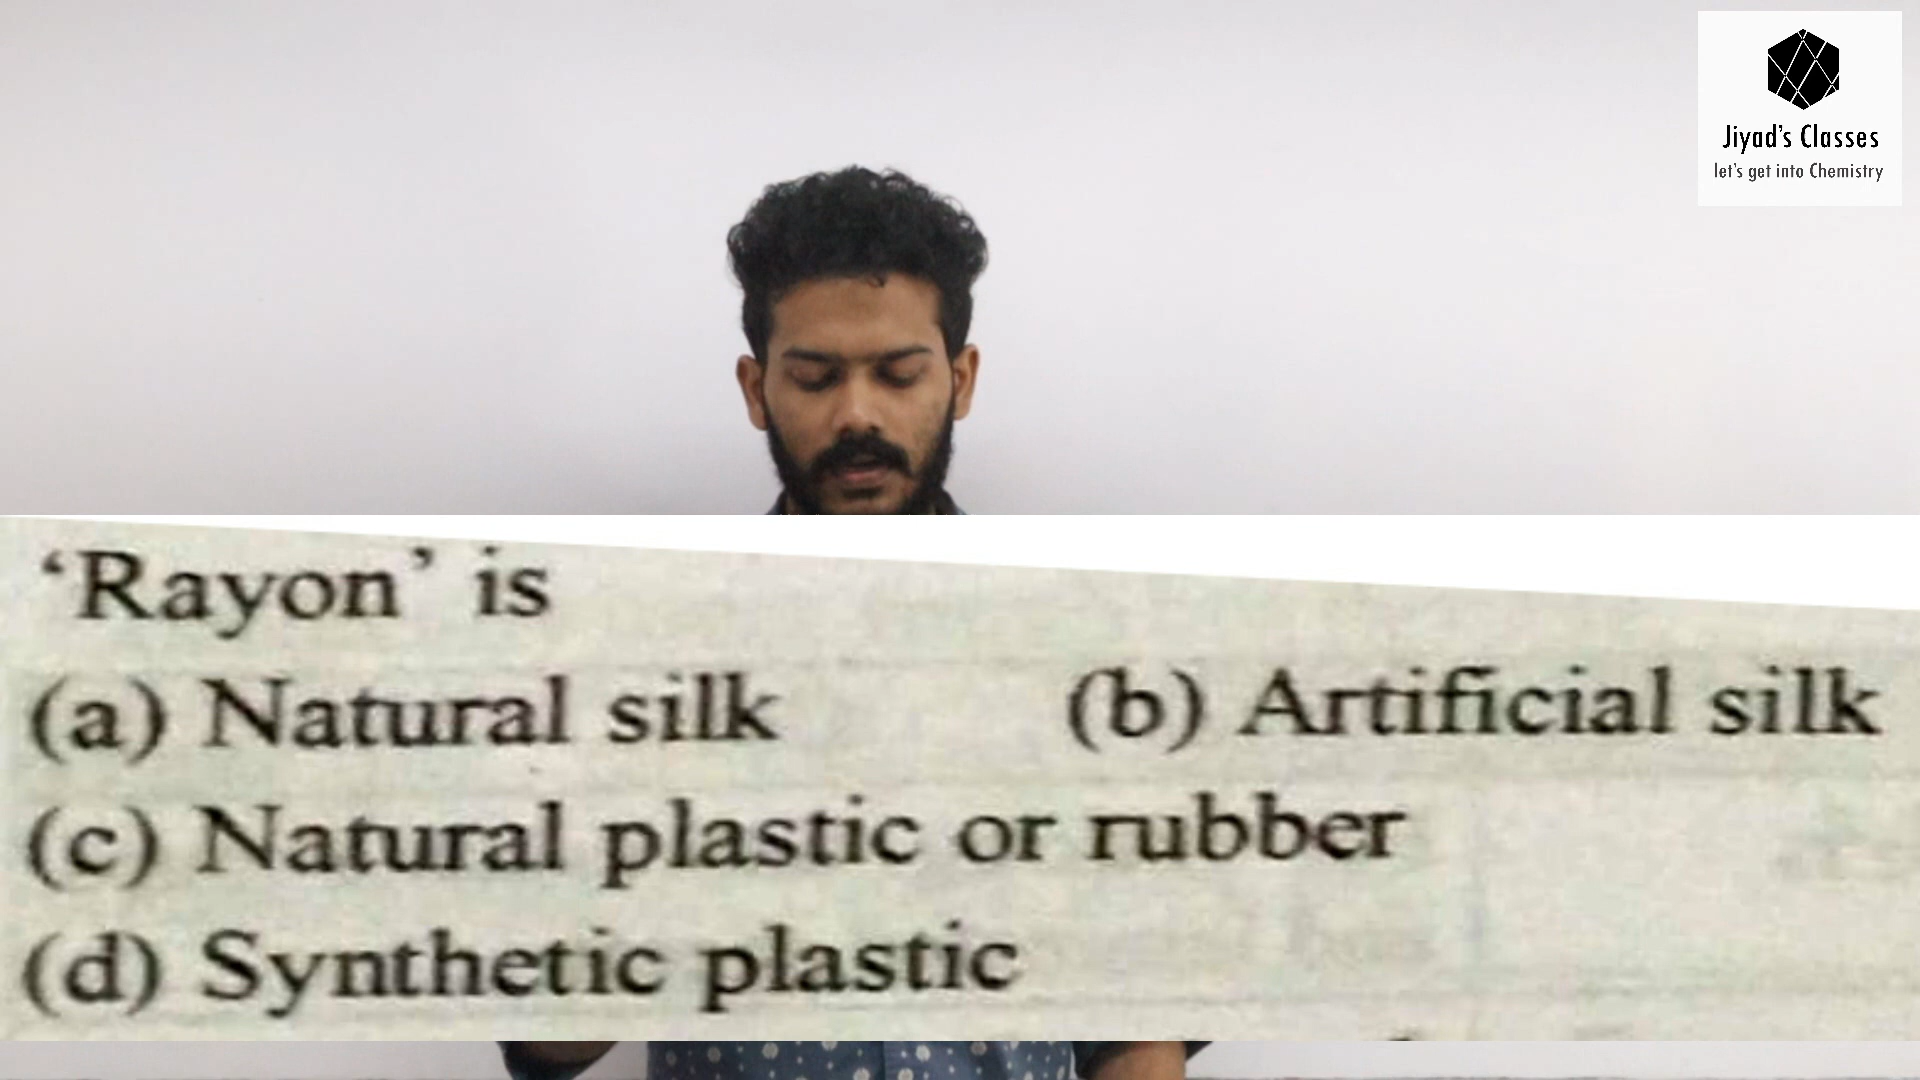 Jiyad's Classes
let's get into Chemistry
‘Rayon’ is
(a) Natural silk (b) Artificial silk
(c) Natural plastic or rubber
(d) Synthetic plastic